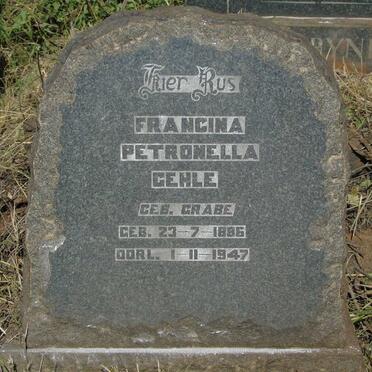 Hier Rus
FRANCINA
PETRONELLA
GEHLE
GEB. GRABE
GEB. 23-7-1886
OORL. 1-11-1947